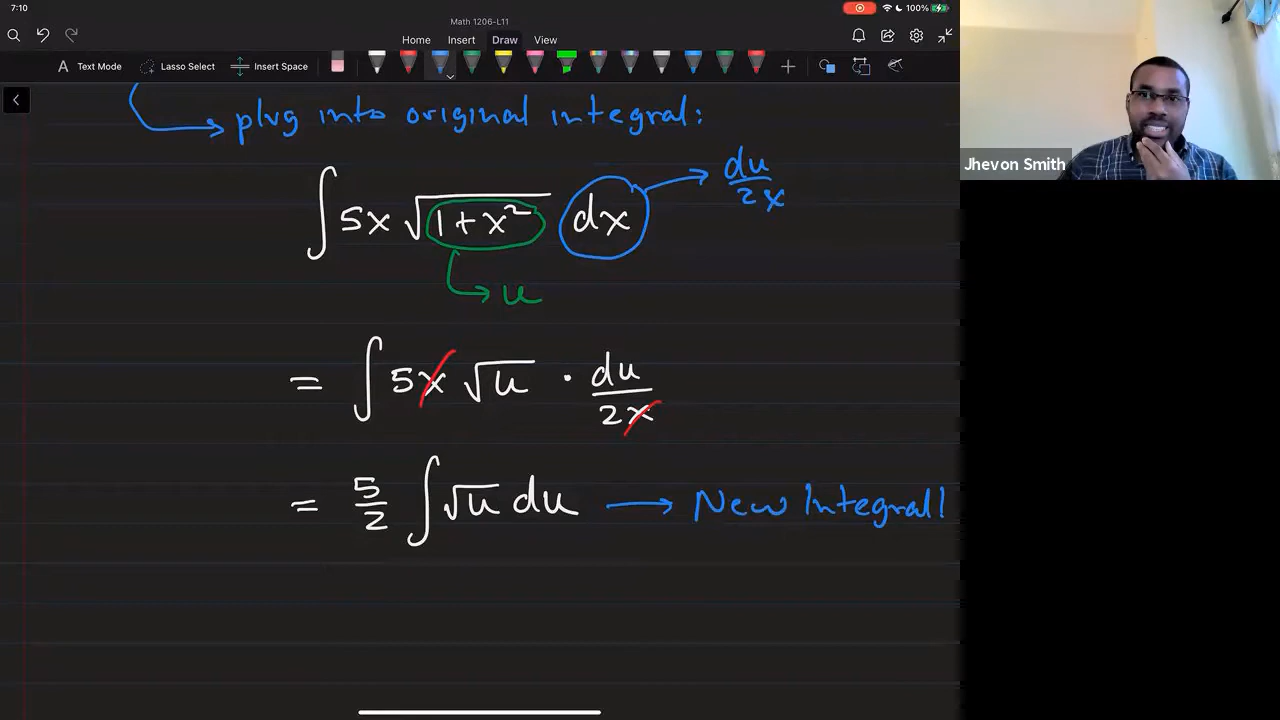 7:10
100%
Math 1206-L11
Home Insert Draw View
Text Mode Lasso Select Insert Space
plug into original integral:
du
2x
∫ 5x √1 + x² dx
u
Jhevon Smith
= ∫ 5x √u · du
2x
= 5/2 ∫ √u du → New Integral!